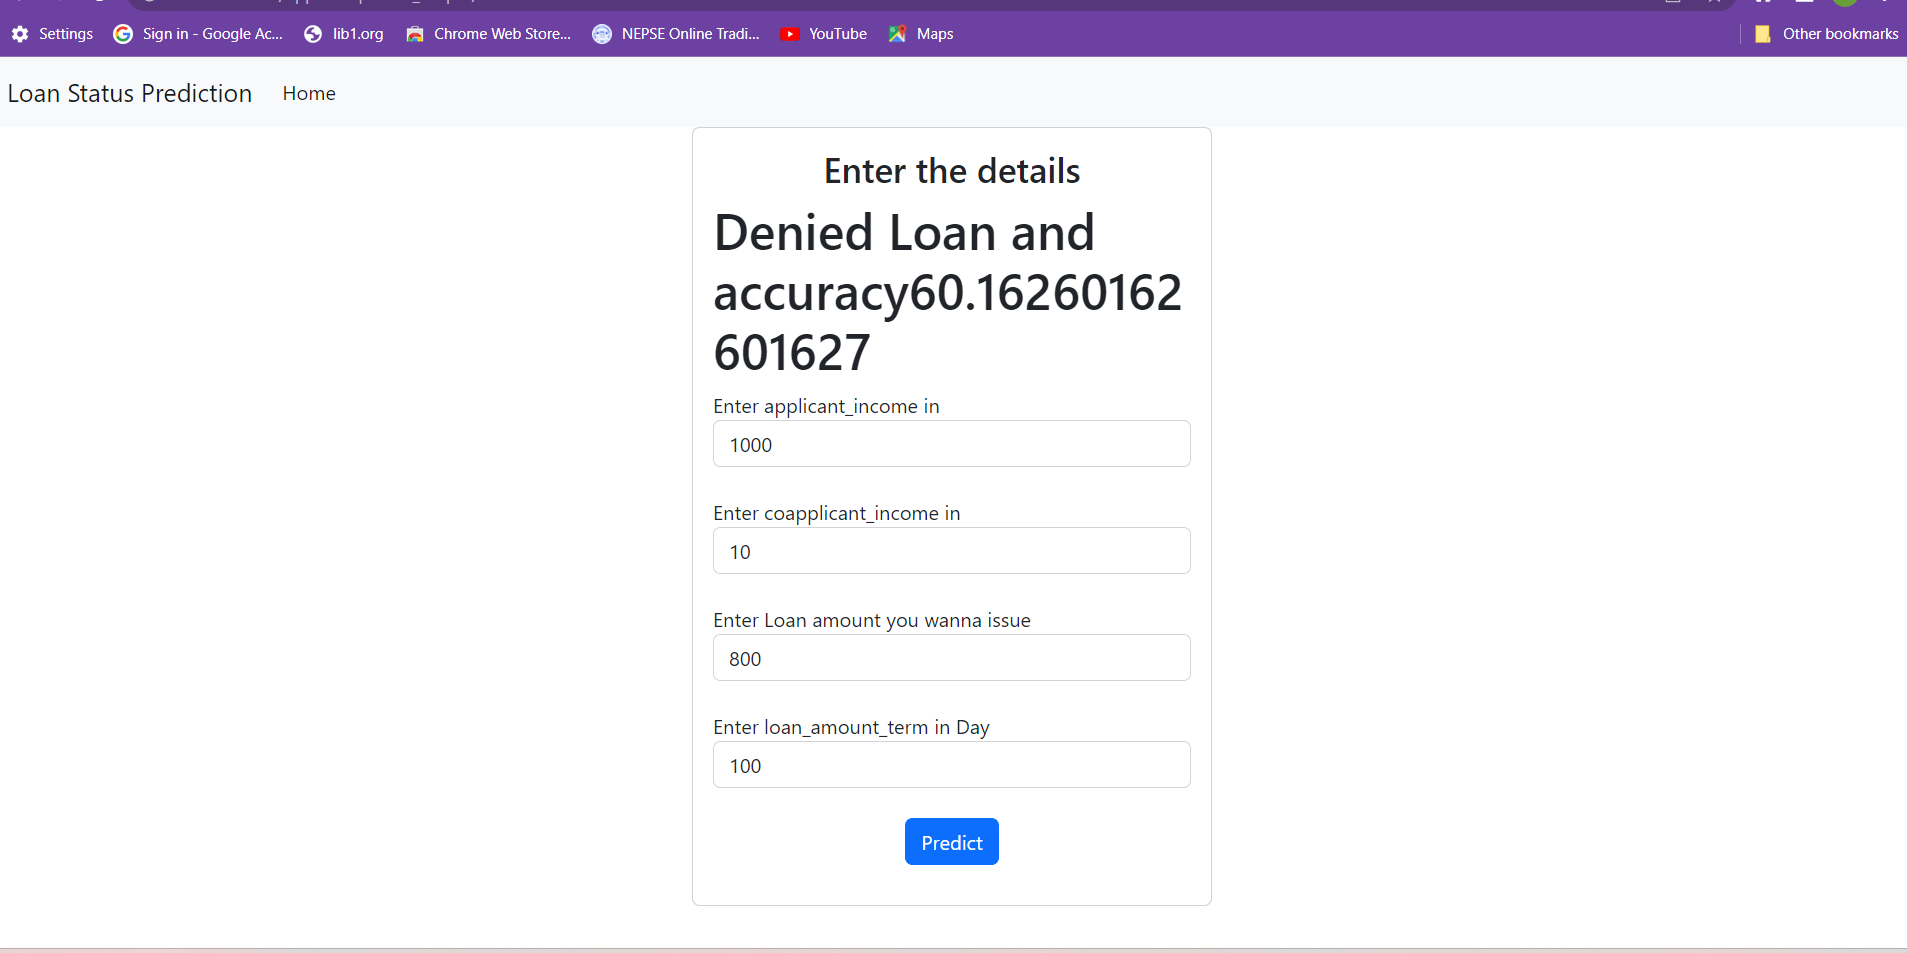 Settings Sign in - Google Ac... lib1.org Chrome Web Store... NEPSE Online Tradi... YouTube Maps Other bookmarks
Loan Status Prediction Home
Enter the details
Denied Loan and
accuracy60.16260162
601627
Enter applicant_income in
1000
Enter coapplicant_income in
10
Enter Loan amount you wanna issue
800
Enter loan_amount_term in Day
100
Predict